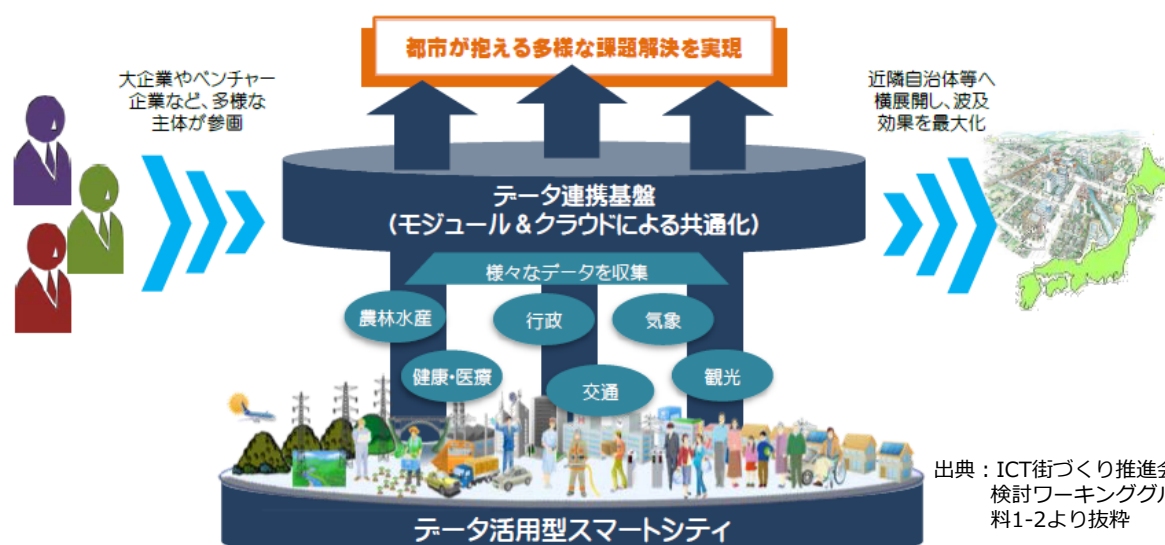 都市が抱える多様な課題解決を実現
大企業やベンチャー
企業など、多様な
主体が参画
近隣自治体等へ
横展開し、波及
効果を最大化
データ連携基盤
(モジュール&クラウドによる共通化)
様々なデータを収集
農林水産
行政
気象
健康・医療
交通
観光
データ活用型スマートシティ
出典:ICT街づくり推進会
検討ワーキンググル
料1-2より抜粋